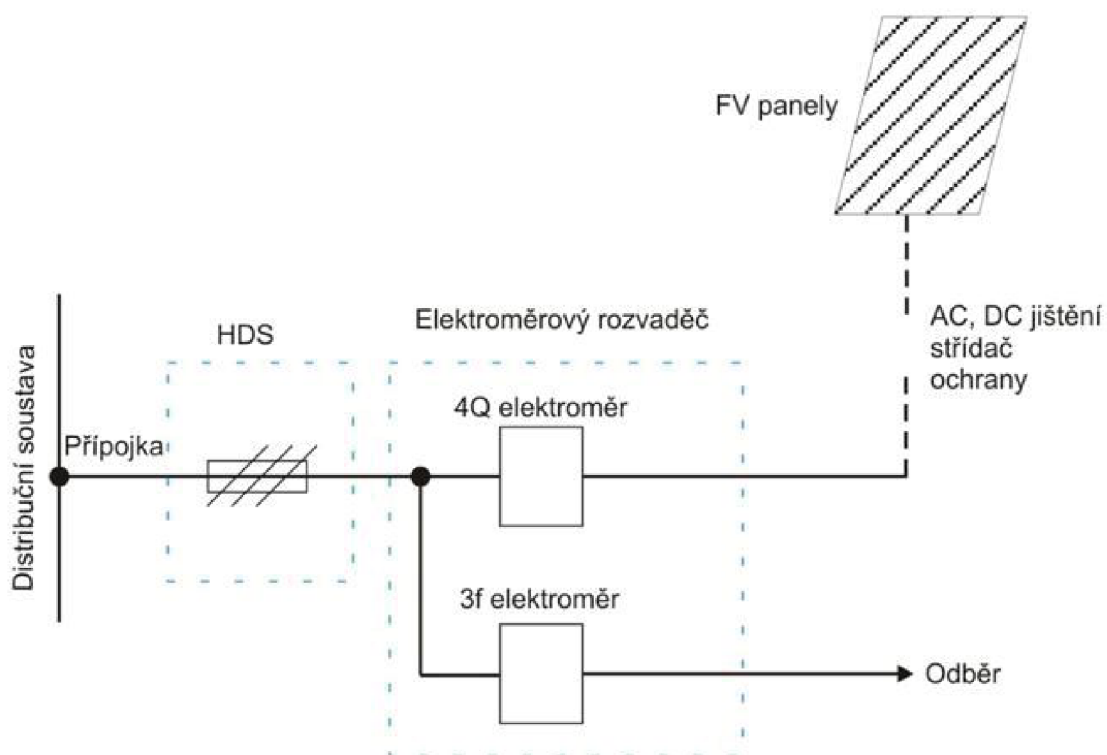 FV panely
AC, DC jištění
střídač
ochrany
HDS
Elektroměrový rozvaděč
4Q elektroměr
Distribuční soustava
Přípojka
3f elektroměr
Odběr